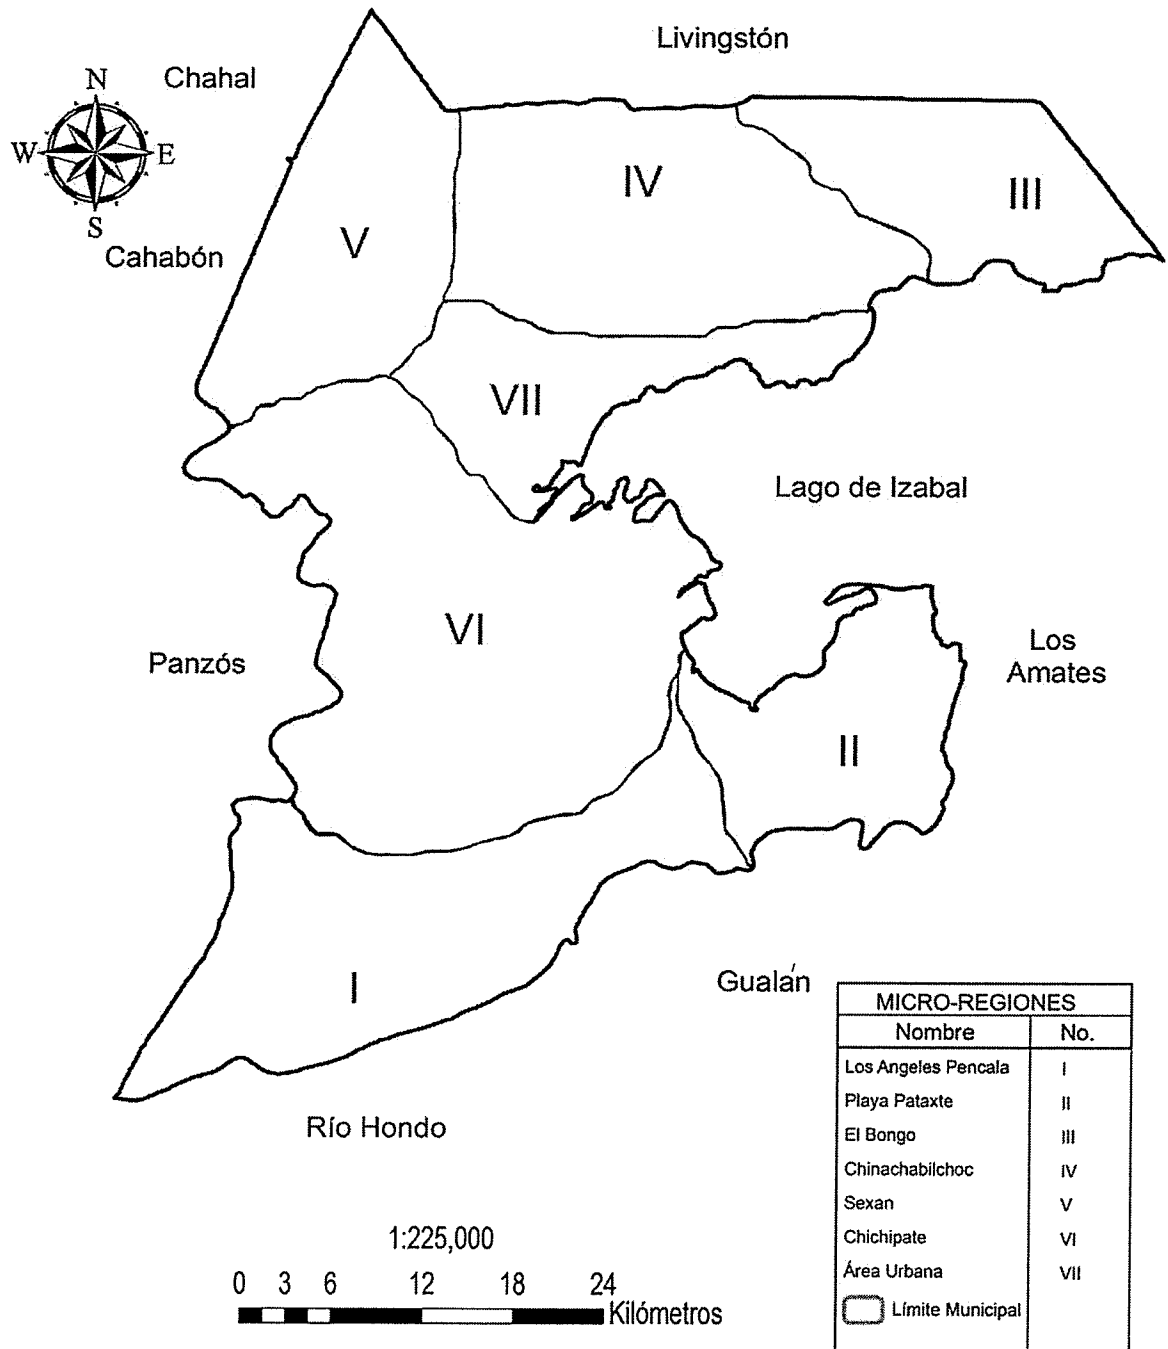 Livingstón
Chahal
N
W E
S
Cahabón
IV
III
V
VII
Lago de Izabal
VI
Los
Amates
Panzós
II
I
Gualán
Río Hondo
MICRO-REGIONES
Nombre No.
Los Angeles Pencala I
Playa Pataxte II
El Bongo III
Chinachabilchoc IV
Sexan V
Chichipate VI
Área Urbana VII
Límite Municipal
1:225,000
0 3 6 12 18 24
Kilómetros